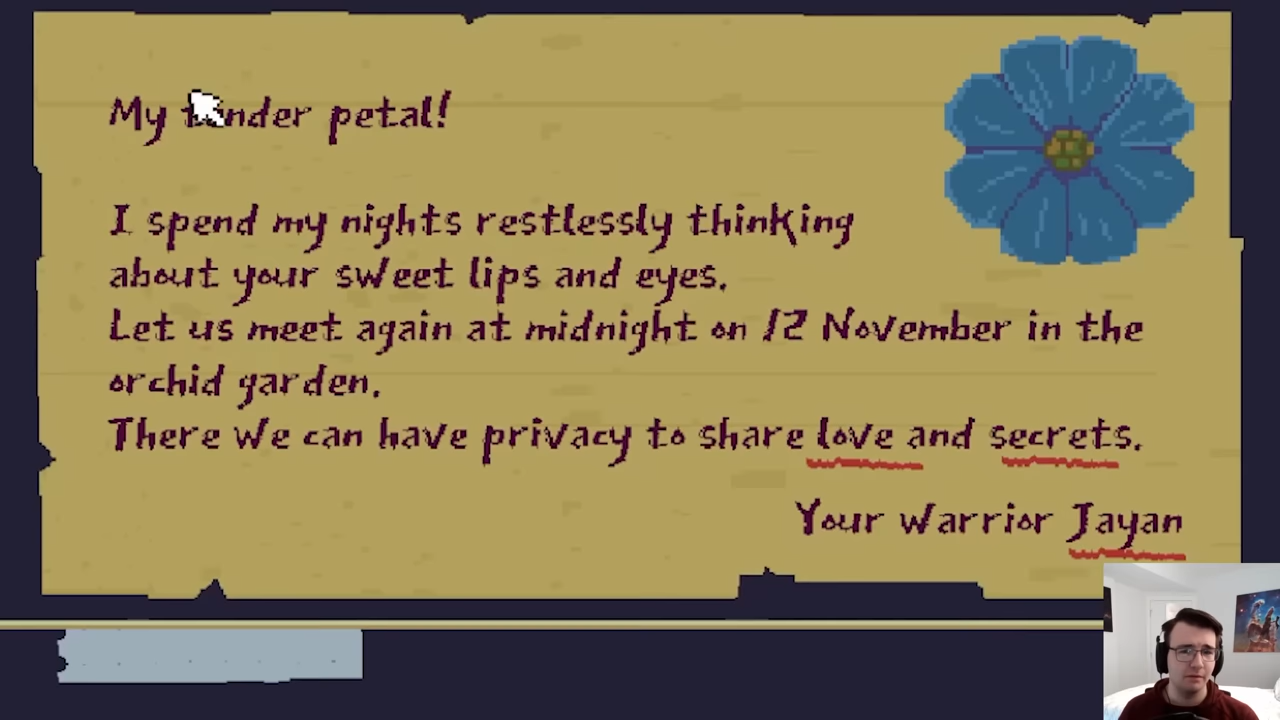 My tender petal!
I spend my nights restlessly thinking
about your sweet lips and eyes.
Let us meet again at midnight on 12 November in the
orchid garden.
There we can have privacy to share love and secrets.
Your warrior Jayan